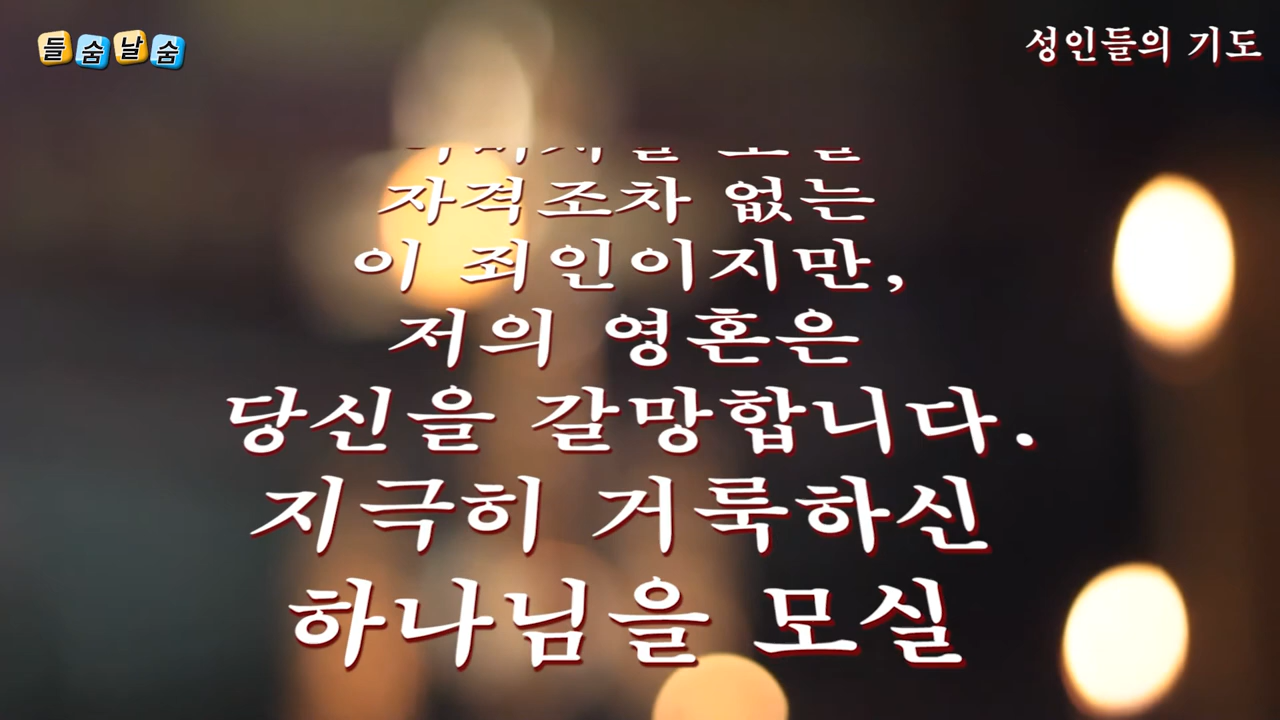 들숨날숨
성인들의 기도
자격조차 없는
이 죄인이지만,
저의 영혼은
당신을 갈망합니다.
지극히 거룩하신
하나님을 모실